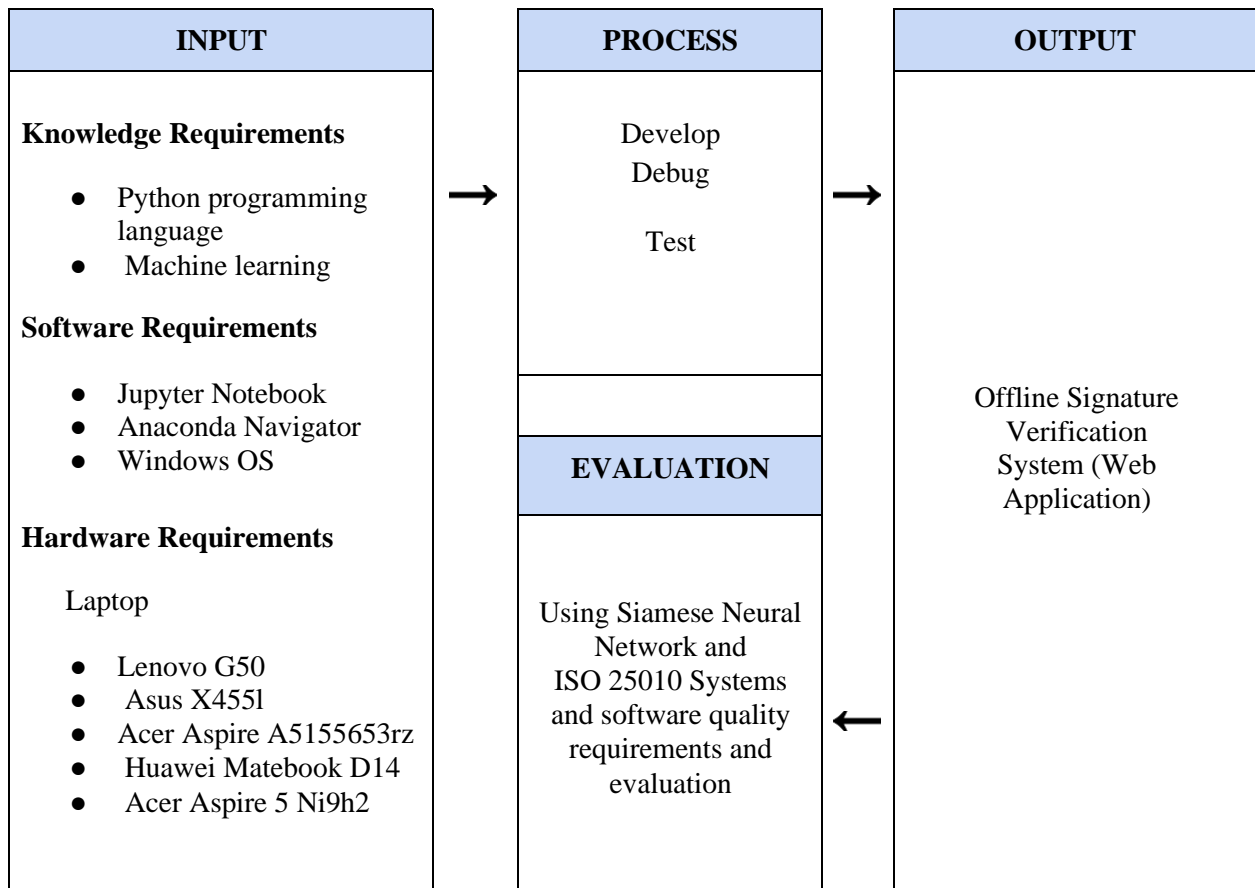 INPUT
Knowledge Requirements
● Python programming
language
● Machine learning
Software Requirements
● Jupyter Notebook
● Anaconda Navigator
● Windows OS
Hardware Requirements
Laptop
● Lenovo G50
● Asus X455l
● Acer Aspire A5155653rz
● Huawei Matebook D14
● Acer Aspire 5 Ni9h2
→
PROCESS
Develop
Debug
Test
EVALUATION
Using Siamese Neural
Network and
ISO 25010 Systems
and software quality
requirements and
evaluation
→
←
OUTPUT
Offline Signature
Verification
System (Web
Application)